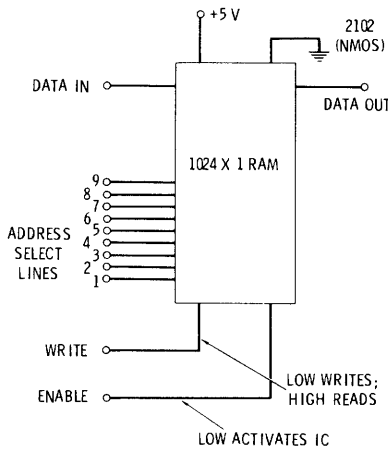 +5 V
2102
(NMOS)
DATA IN
DATA OUT
1024 X 1 RAM
9
8
7
6
5
4
3
2
1
ADDRESS
SELECT
LINES
WRITE
LOW WRITES;
HIGH READS
ENABLE
LOW ACTIVATES IC